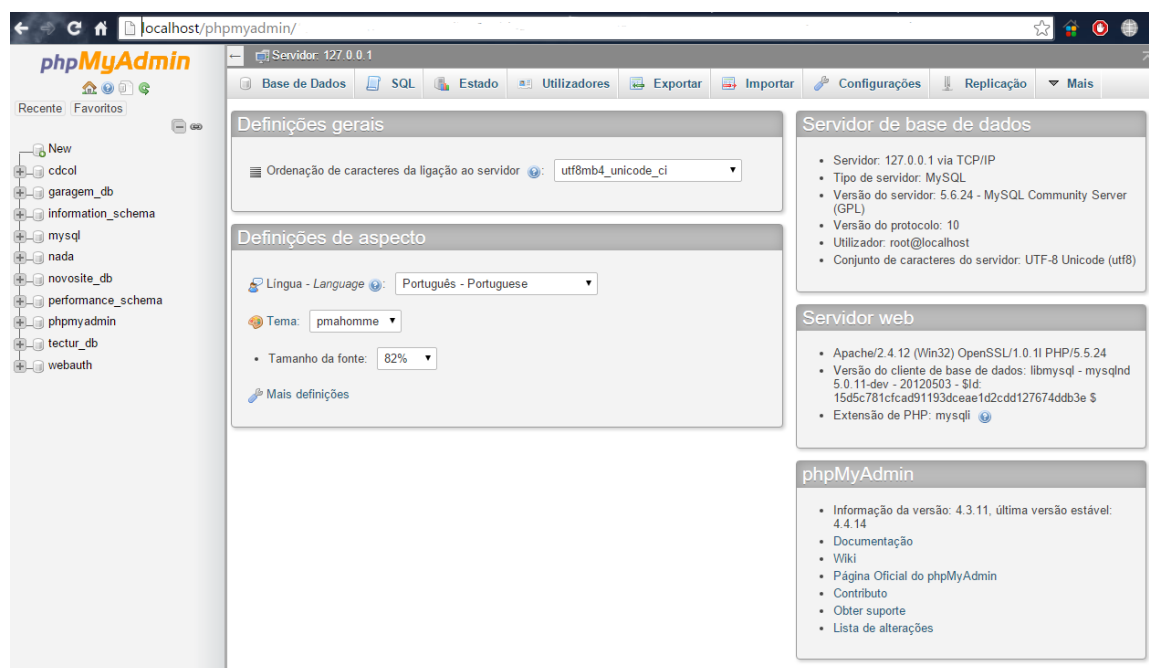 localhost/phpmyadmin/
phpMyAdmin
Recente Favoritos
New
cdcol
garagem_db
information_schema
mysql
nada
novosite_db
performance_schema
phpmyadmin
tectur_db
webauth
Servidor: 127.0.0.1
Base de Dados SQL Estado Utilizadores Exportar Importar Configurações Replicação Mais
Definições gerais
Ordenação de caracteres da ligação ao servidor : utf8mb4_unicode_ci
Definições de aspecto
Língua - Language : Português - Portuguese
Tema: pmahomme
• Tamanho da fonte: 82%
Mais definições
Servidor de base de dados
• Servidor: 127.0.0.1 via TCP/IP
• Tipo de servidor: MySQL
• Versão do servidor: 5.6.24 - MySQL Community Server
(GPL)
• Versão do protocolo: 10
• Utilizador: root@localhost
• Conjunto de caracteres do servidor: UTF-8 Unicode (utf8)
Servidor web
• Apache/2.4.12 (Win32) OpenSSL/1.0.1l PHP/5.5.24
• Versão do cliente de base de dados: libmysql - mysqlnd
5.0.11-dev - 20120503 - $Id:
15d5c781cfcad91193dceae1d2cdd127674ddb3e $
• Extensão de PHP: mysqli
phpMyAdmin
• Informação da versão: 4.3.11, última versão estável:
4.4.14
• Documentação
• Wiki
• Página Oficial do phpMyAdmin
• Contributo
• Obter suporte
• Lista de alterações